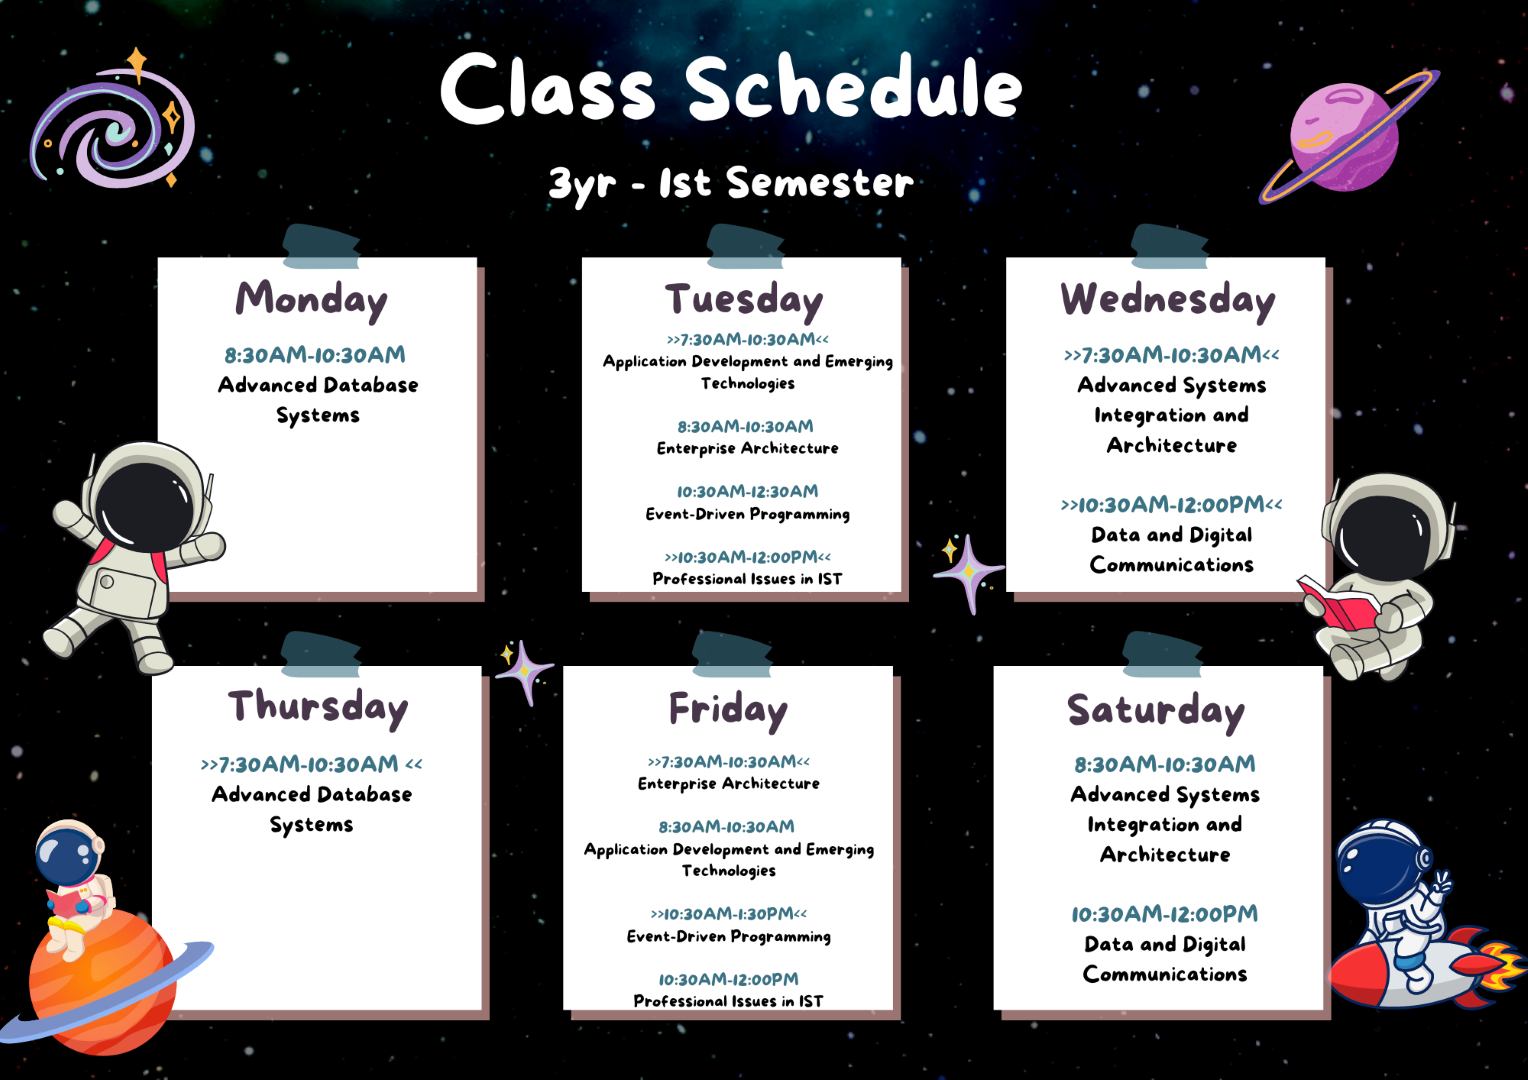 Class Schedule
3yr - 1st Semester
Monday
8:30AM-10:30AM
Advanced Database
Systems
Tuesday
>>7:30AM-10:30AM<<
Application Development and Emerging
Technologies
8:30AM-10:30AM
Enterprise Architecture
10:30AM-12:30AM
Event-Driven Programming
>>10:30AM-12:00PM<<
Professional Issues in IST
Wednesday
>>7:30AM-10:30AM<<
Advanced Systems
Integration and
Architecture
>>10:30AM-12:00PM<<
Data and Digital
Communications
Thursday
>>7:30AM-10:30AM <<
Advanced Database
Systems
Friday
>>7:30AM-10:30AM<<
Enterprise Architecture
8:30AM-10:30AM
Application Development and Emerging
Technologies
>>10:30AM-1:30PM<<
Event-Driven Programming
10:30AM-12:00PM
Professional Issues in IST
Saturday
8:30AM-10:30AM
Advanced Systems
Integration and
Architecture
10:30AM-12:00PM
Data and Digital
Communications